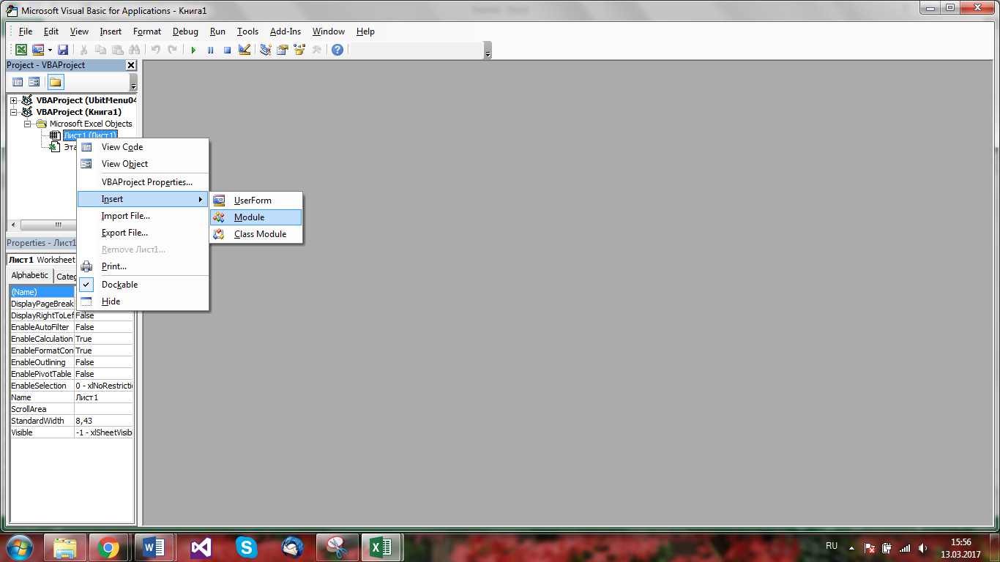 Microsoft Visual Basic for Applications - Книга1
File Edit View Insert Format Debug Run Tools Add-Ins Window Help
Project - VBAProject
VBAProject (UbitMenu04
VBAProject (Книга1)
Microsoft Excel Objects
Лист1 (Лист1)
Эта
View Code
View Object
VBAProject Properties...
Insert
Import File...
Export File...
Remove Лист1...
Print...
Dockable
Hide
UserForm
Module
Class Module
Properties - Лист1
Лист1 Worksheet
Alphabetic Categ
(Name)
DisplayPageBreak
DisplayRightToLef False
EnableAutoFilter False
EnableCalculation True
EnableFormatCon True
EnableOutlining False
EnablePivotTable False
EnableSelection 0 - xlNoRestrictio
Name Лист1
ScrollArea
StandardWidth 8,43
Visible -1 - xlSheetVisib
RU
15:56
13.03.2017